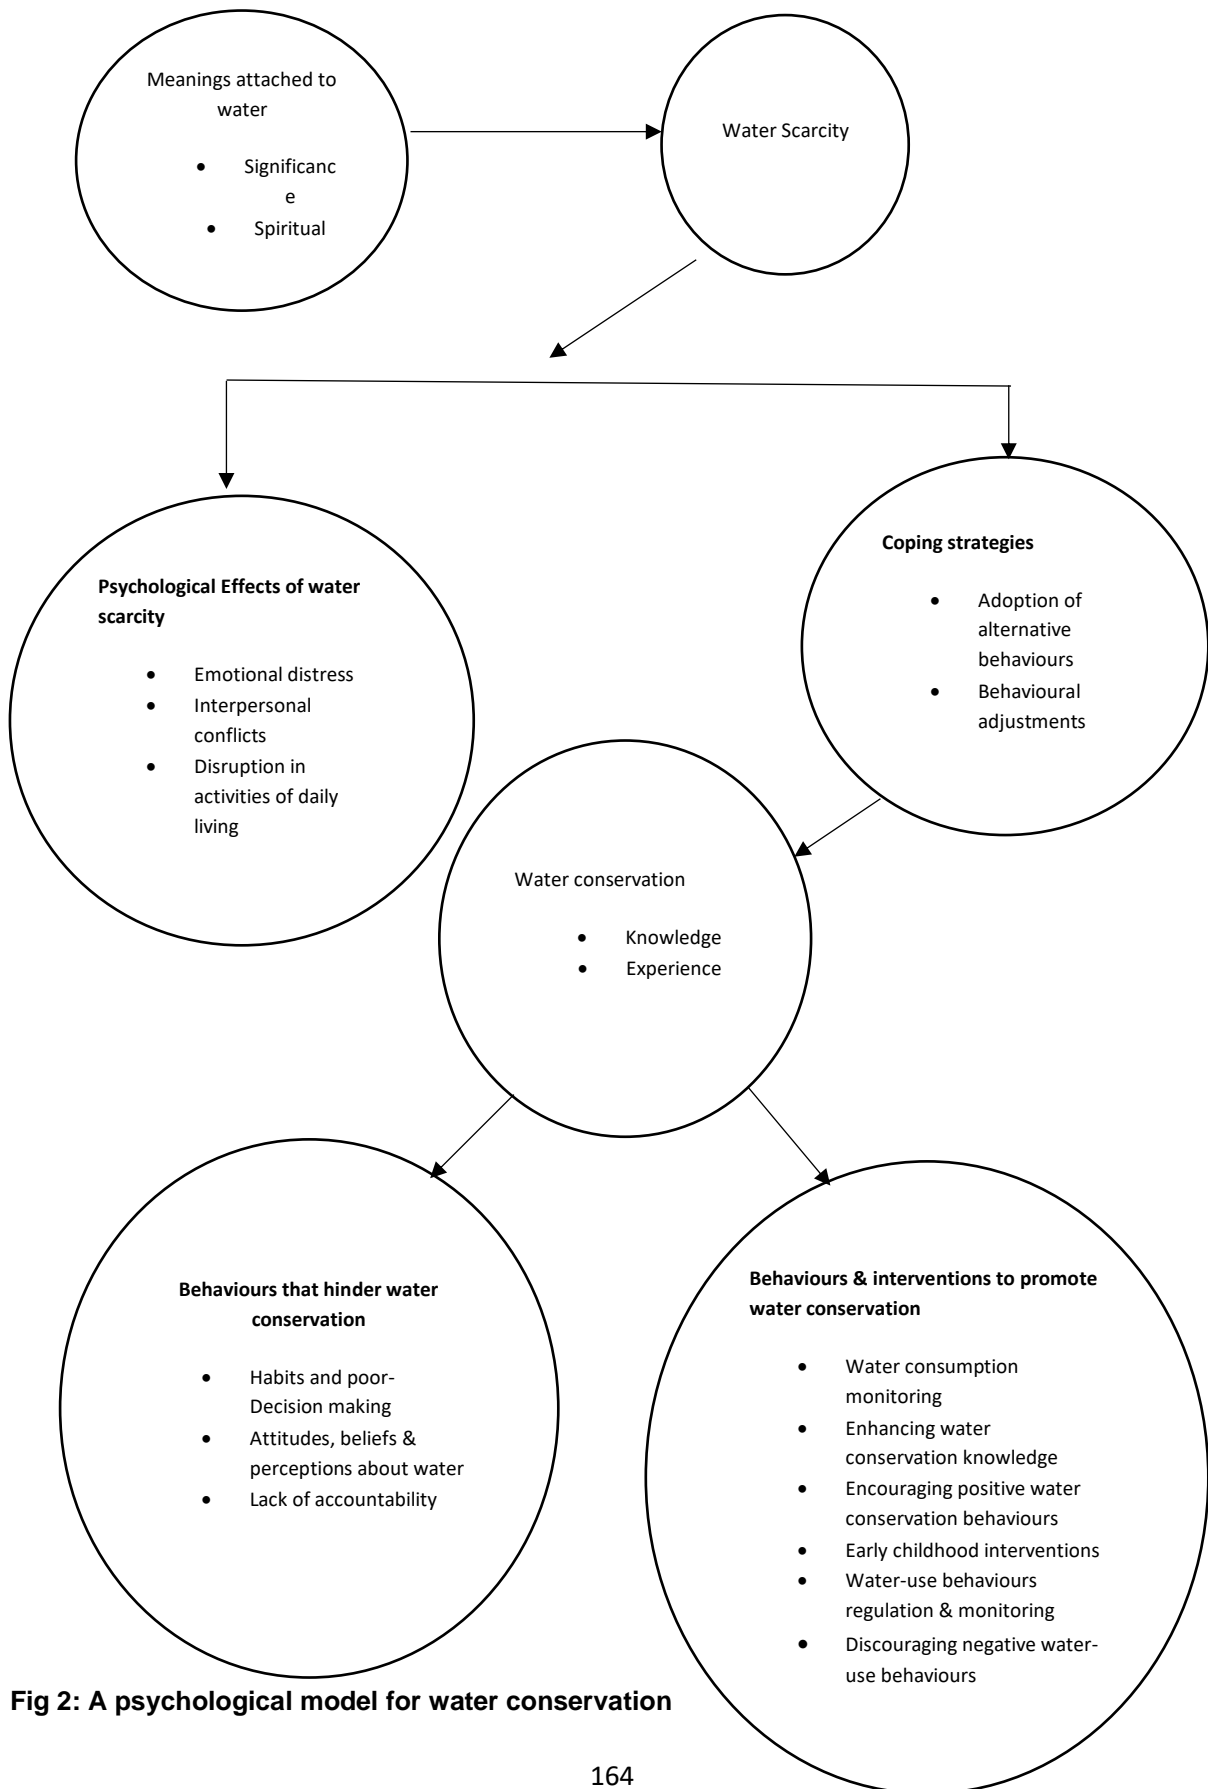 Meanings attached to
water
• Significanc
e
• Spiritual
Water Scarcity
Psychological Effects of water
scarcity
• Emotional distress
• Interpersonal
conflicts
• Disruption in
activities of daily
living
Coping strategies
• Adoption of
alternative
behaviours
• Behavioural
adjustments
Water conservation
• Knowledge
• Experience
Behaviours that hinder water
conservation
• Habits and poor-
Decision making
• Attitudes, beliefs &
perceptions about water
• Lack of accountability
Behaviours & interventions to promote
water conservation
• Water consumption
monitoring
• Enhancing water
conservation knowledge
• Encouraging positive water
conservation behaviours
• Early childhood interventions
• Water-use behaviours
regulation & monitoring
• Discouraging negative water-
use behaviours
Fig 2: A psychological model for water conservation
164